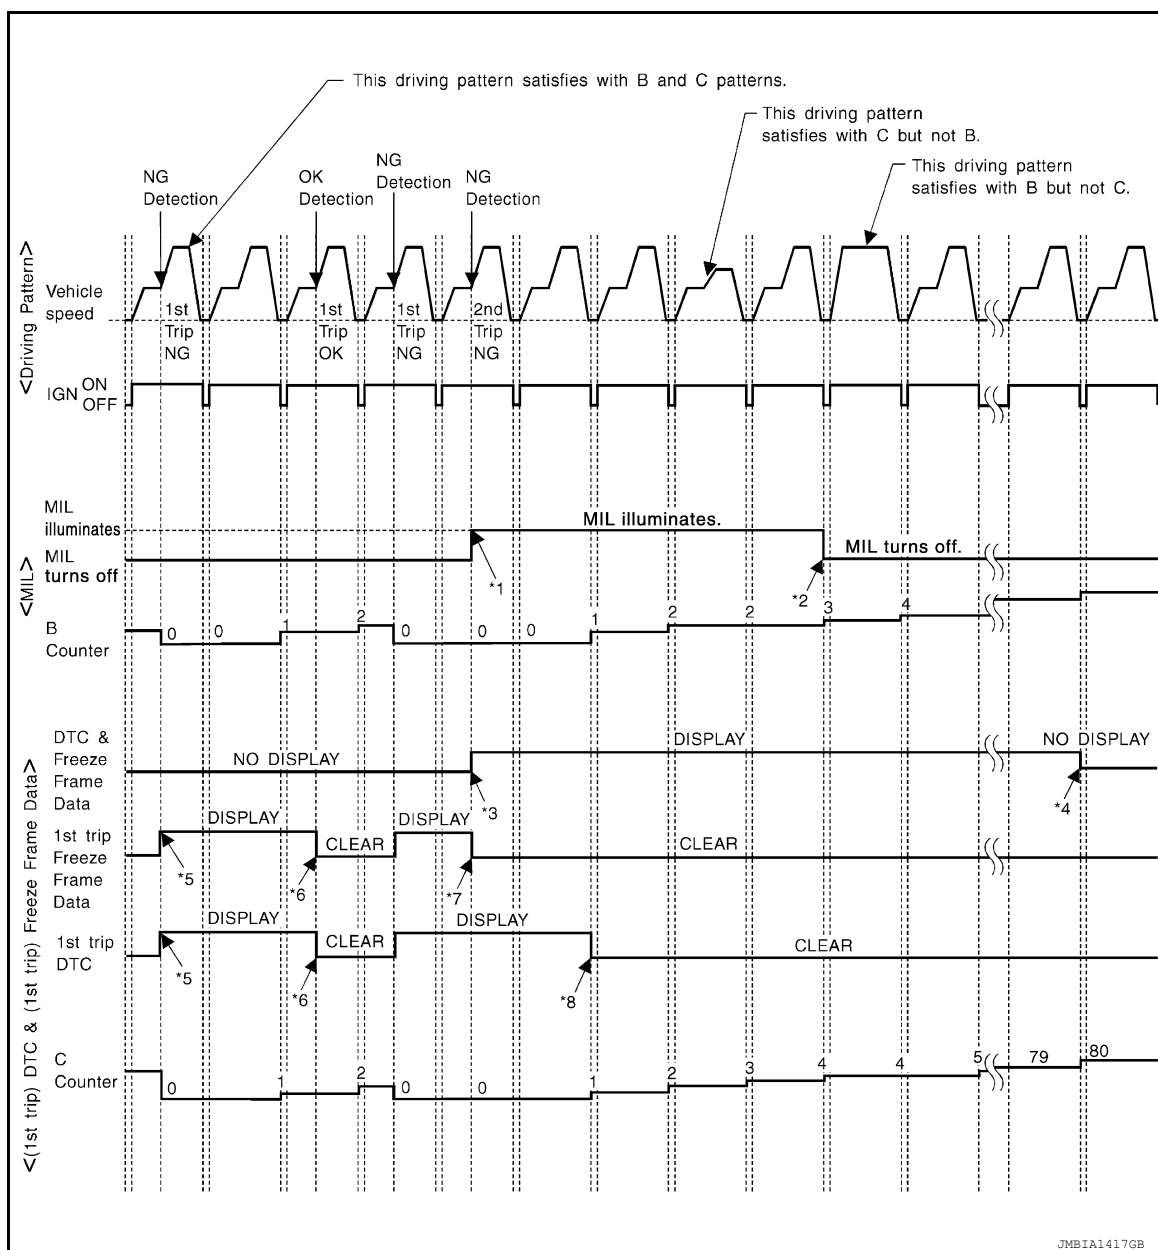 This driving pattern satisfies with B and C patterns.
This driving pattern
satisfies with C but not B.
This driving pattern
satisfies with B but not C.
NG
Detection
OK
Detection
NG
Detection
NG
Detection
<Driving Pattern>
Vehicle
speed
1st
Trip
NG
1st
Trip
OK
1st
Trip
NG
2nd
Trip
NG
IGN ON
OFF
<MIL>
MIL
illuminates
MIL
turns off
MIL illuminates.
MIL turns off.
*1
*2
B
Counter
0 0 1 2 0 0 0 1 2 2 3 4
<(1st trip) DTC & (1st trip) Freeze Frame Data>
DTC &
Freeze
Frame
Data
NO DISPLAY
DISPLAY
NO DISPLAY
*3
*4
1st trip
Freeze
Frame
Data
DISPLAY
CLEAR
DISPLAY
CLEAR
*5
*6
*7
1st trip
DTC
DISPLAY
CLEAR
DISPLAY
CLEAR
*5
*6
*8
C
Counter
0 1 2 0 0 1 2 3 4 4 5 79 80
JMBIA1417GB